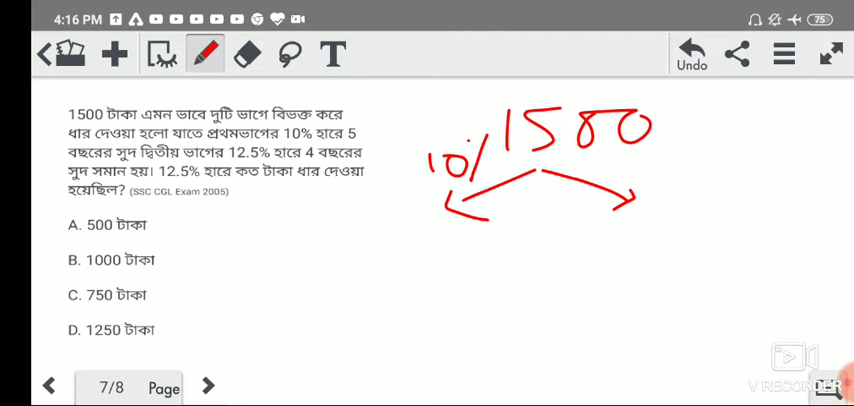 4:16 PM
75
T
Undo
1500 টাকা এমন ভাবে দুটি ভাগে বিভক্ত করে
ধার দেওয়া হলো যাতে প্রথমভাগের 10% হারে 5
বছরের সুদ দ্বিতীয় ভাগের 12.5% হারে 4 বছরের
সুদ সমান হয়। 12.5% হারে কত টাকা ধার দেওয়া
হয়েছিল? (SSC CGL Exam 2005)
A. 500 টাকা
B. 1000 টাকা
C. 750 টাকা
D. 1250 টাকা
1500
10%
7/8 Page
V RECORDER